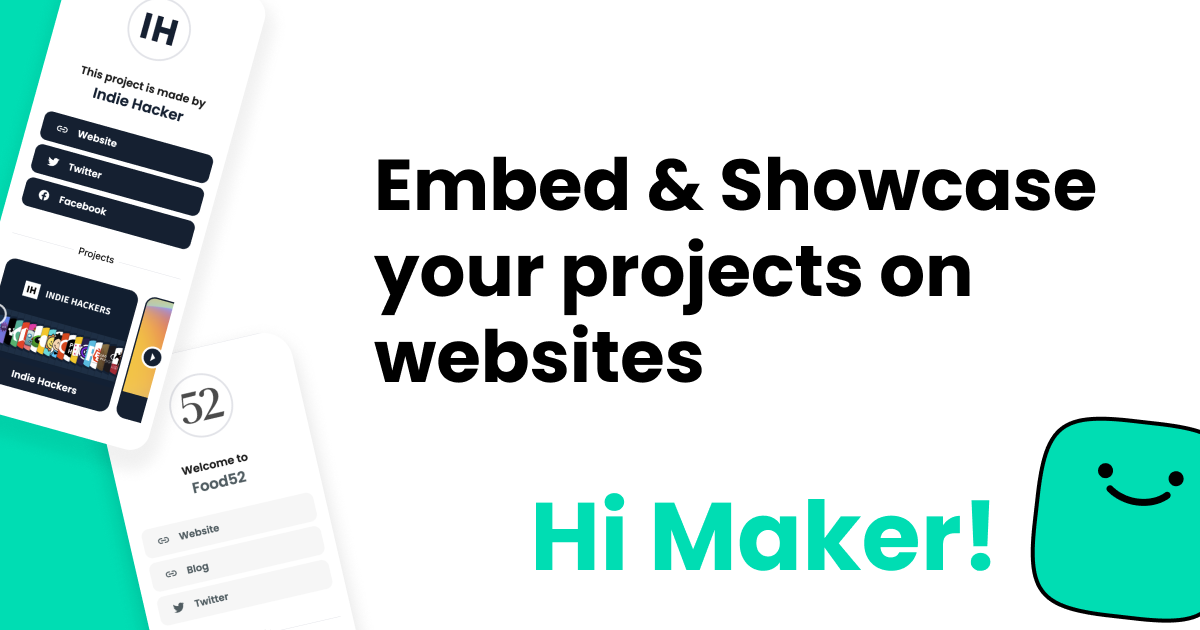 IH
This project is made by
Indie Hacker
Website
Twitter
Facebook
Projects
IH INDIE HACKERS
Indie Hackers
52
Welcome to
Food52
Website
Blog
Twitter
Embed & Showcase
your projects on
websites
Hi Maker!